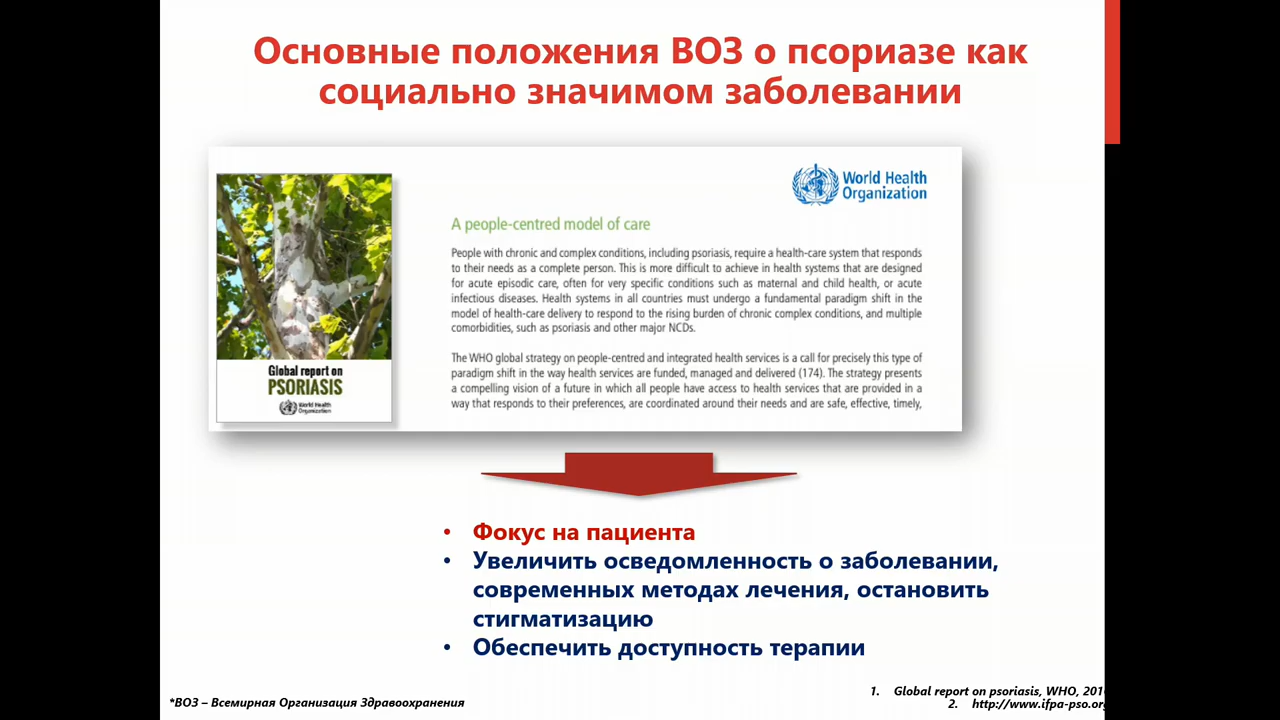 Основные положения ВОЗ о псориазе как
социально значимом заболевании
World Health
Organization
A people-centred model of care
People with chronic and complex conditions, including psoriasis, require a health-care system that responds
to their needs as a complete person. This is more difficult to achieve in health systems that are designed
for acute episodic care, often for very specific conditions such as maternal and child health, or acute
infectious diseases. Health systems in all countries must undergo a fundamental paradigm shift in the
model of health-care delivery to respond to the rising burden of chronic complex conditions, and multiple
comorbidities, such as psoriasis and other major NCDs.
The WHO global strategy on people-centred and integrated health services is a call for precisely this type of
paradigm shift in the way health services are funded, managed and delivered (174). The strategy presents
a compelling vision of a future in which all people have access to health services that are provided in a
way that responds to their preferences, are coordinated around their needs and are safe, effective, timely,
Global report on
PSORIASIS
World Health
Organization
• Фокус на пациента
• Увеличить осведомленность о заболевании,
современных методах лечения, остановить
стигматизацию
• Обеспечить доступность терапии
1. Global report on psoriasis, WHO, 201
2. http://www.ifpa-pso.org
*ВОЗ – Всемирная Организация Здравоохранения